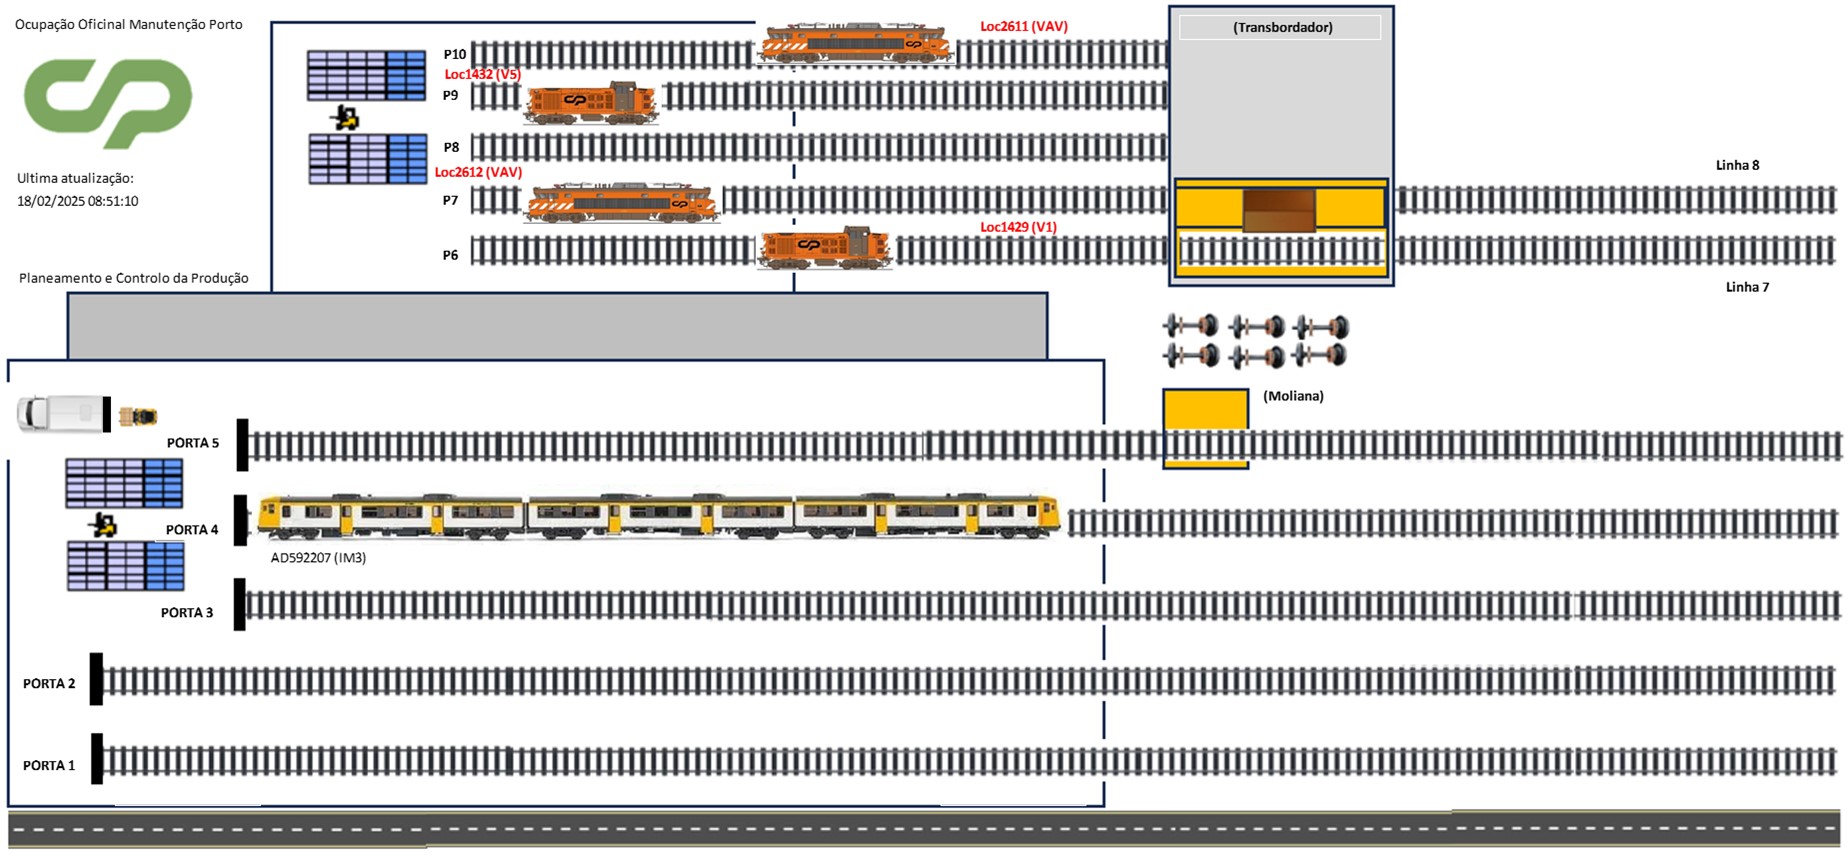 Ocupação Oficinal Manutenção Porto
CP
Ultima atualização:
18/02/2025 08:51:10
Planeamento e Controlo da Produção
P10
Loc2611 (VAV)
(Transbordador)
Loc1432 (V5)
P9
P8
Loc2612 (VAV)
P7
Linha 8
Loc1429 (V1)
P6
Linha 7
(Moliana)
PORTA 5
PORTA 4
AD592207 (IM3)
PORTA 3
PORTA 2
PORTA 1